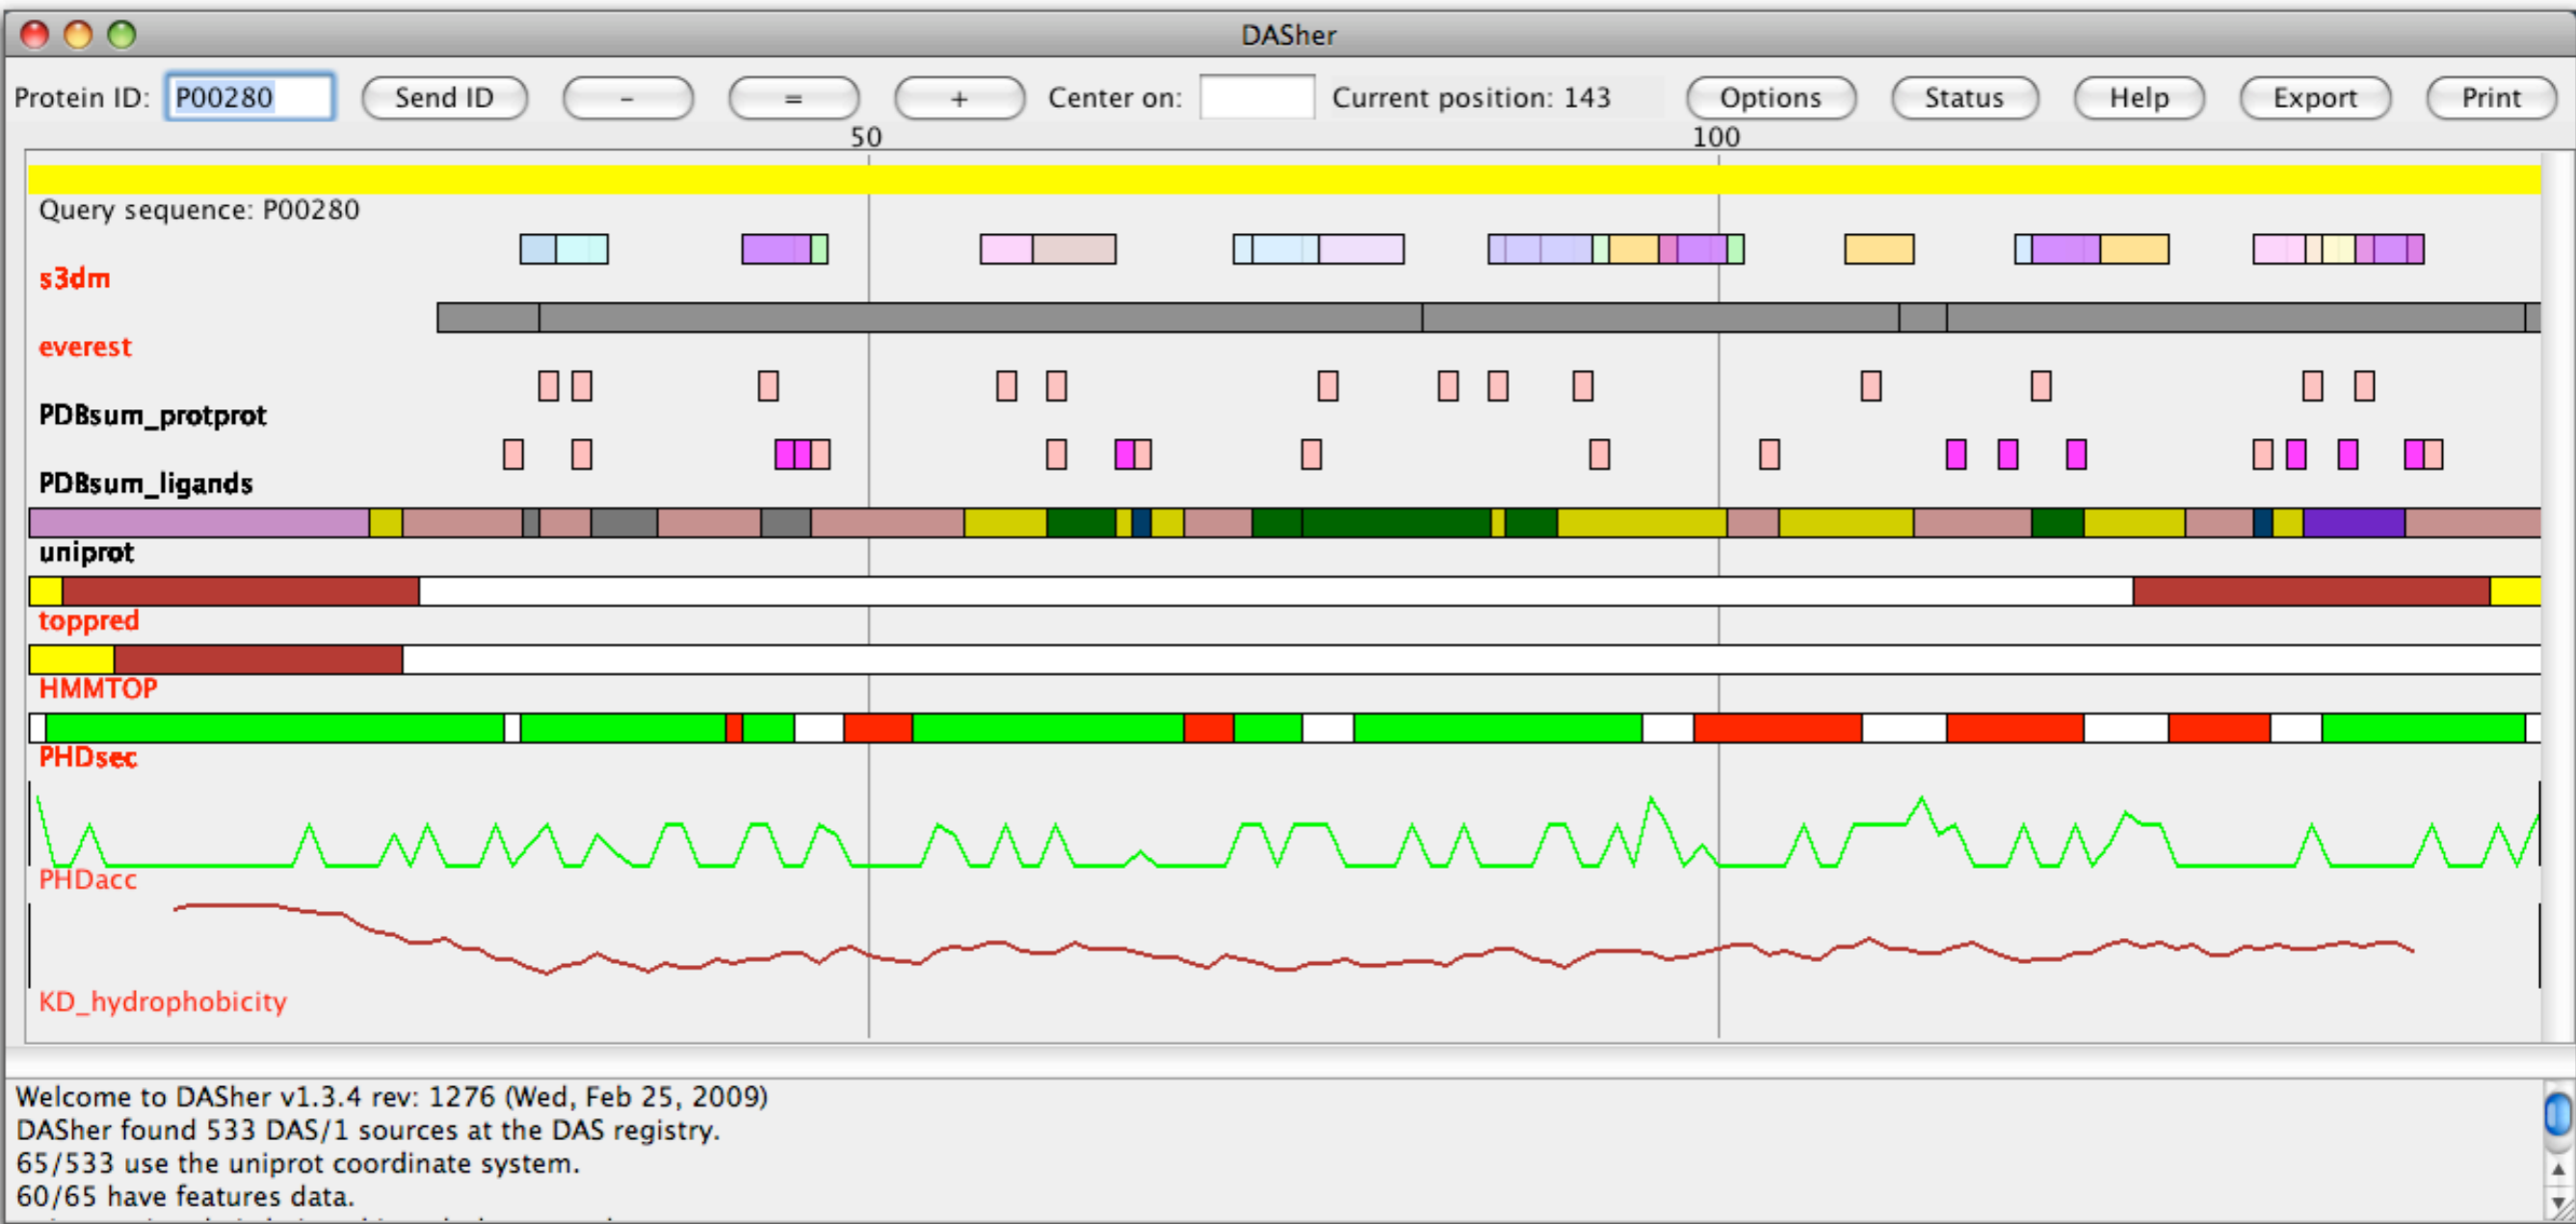 DASher
Protein ID: P00280 Send ID - = + Center on: Current position: 143 Options Status Help Export Print
50 100
Query sequence: P00280
s3dm
everest
PDBsum_protprot
PDBsum_ligands
uniprot
toppred
HMMTOP
PHDsec
PHDacc
KD_hydrophobicity
Welcome to DASher v1.3.4 rev: 1276 (Wed, Feb 25, 2009)
DASher found 533 DAS/1 sources at the DAS registry.
65/533 use the uniprot coordinate system.
60/65 have features data.